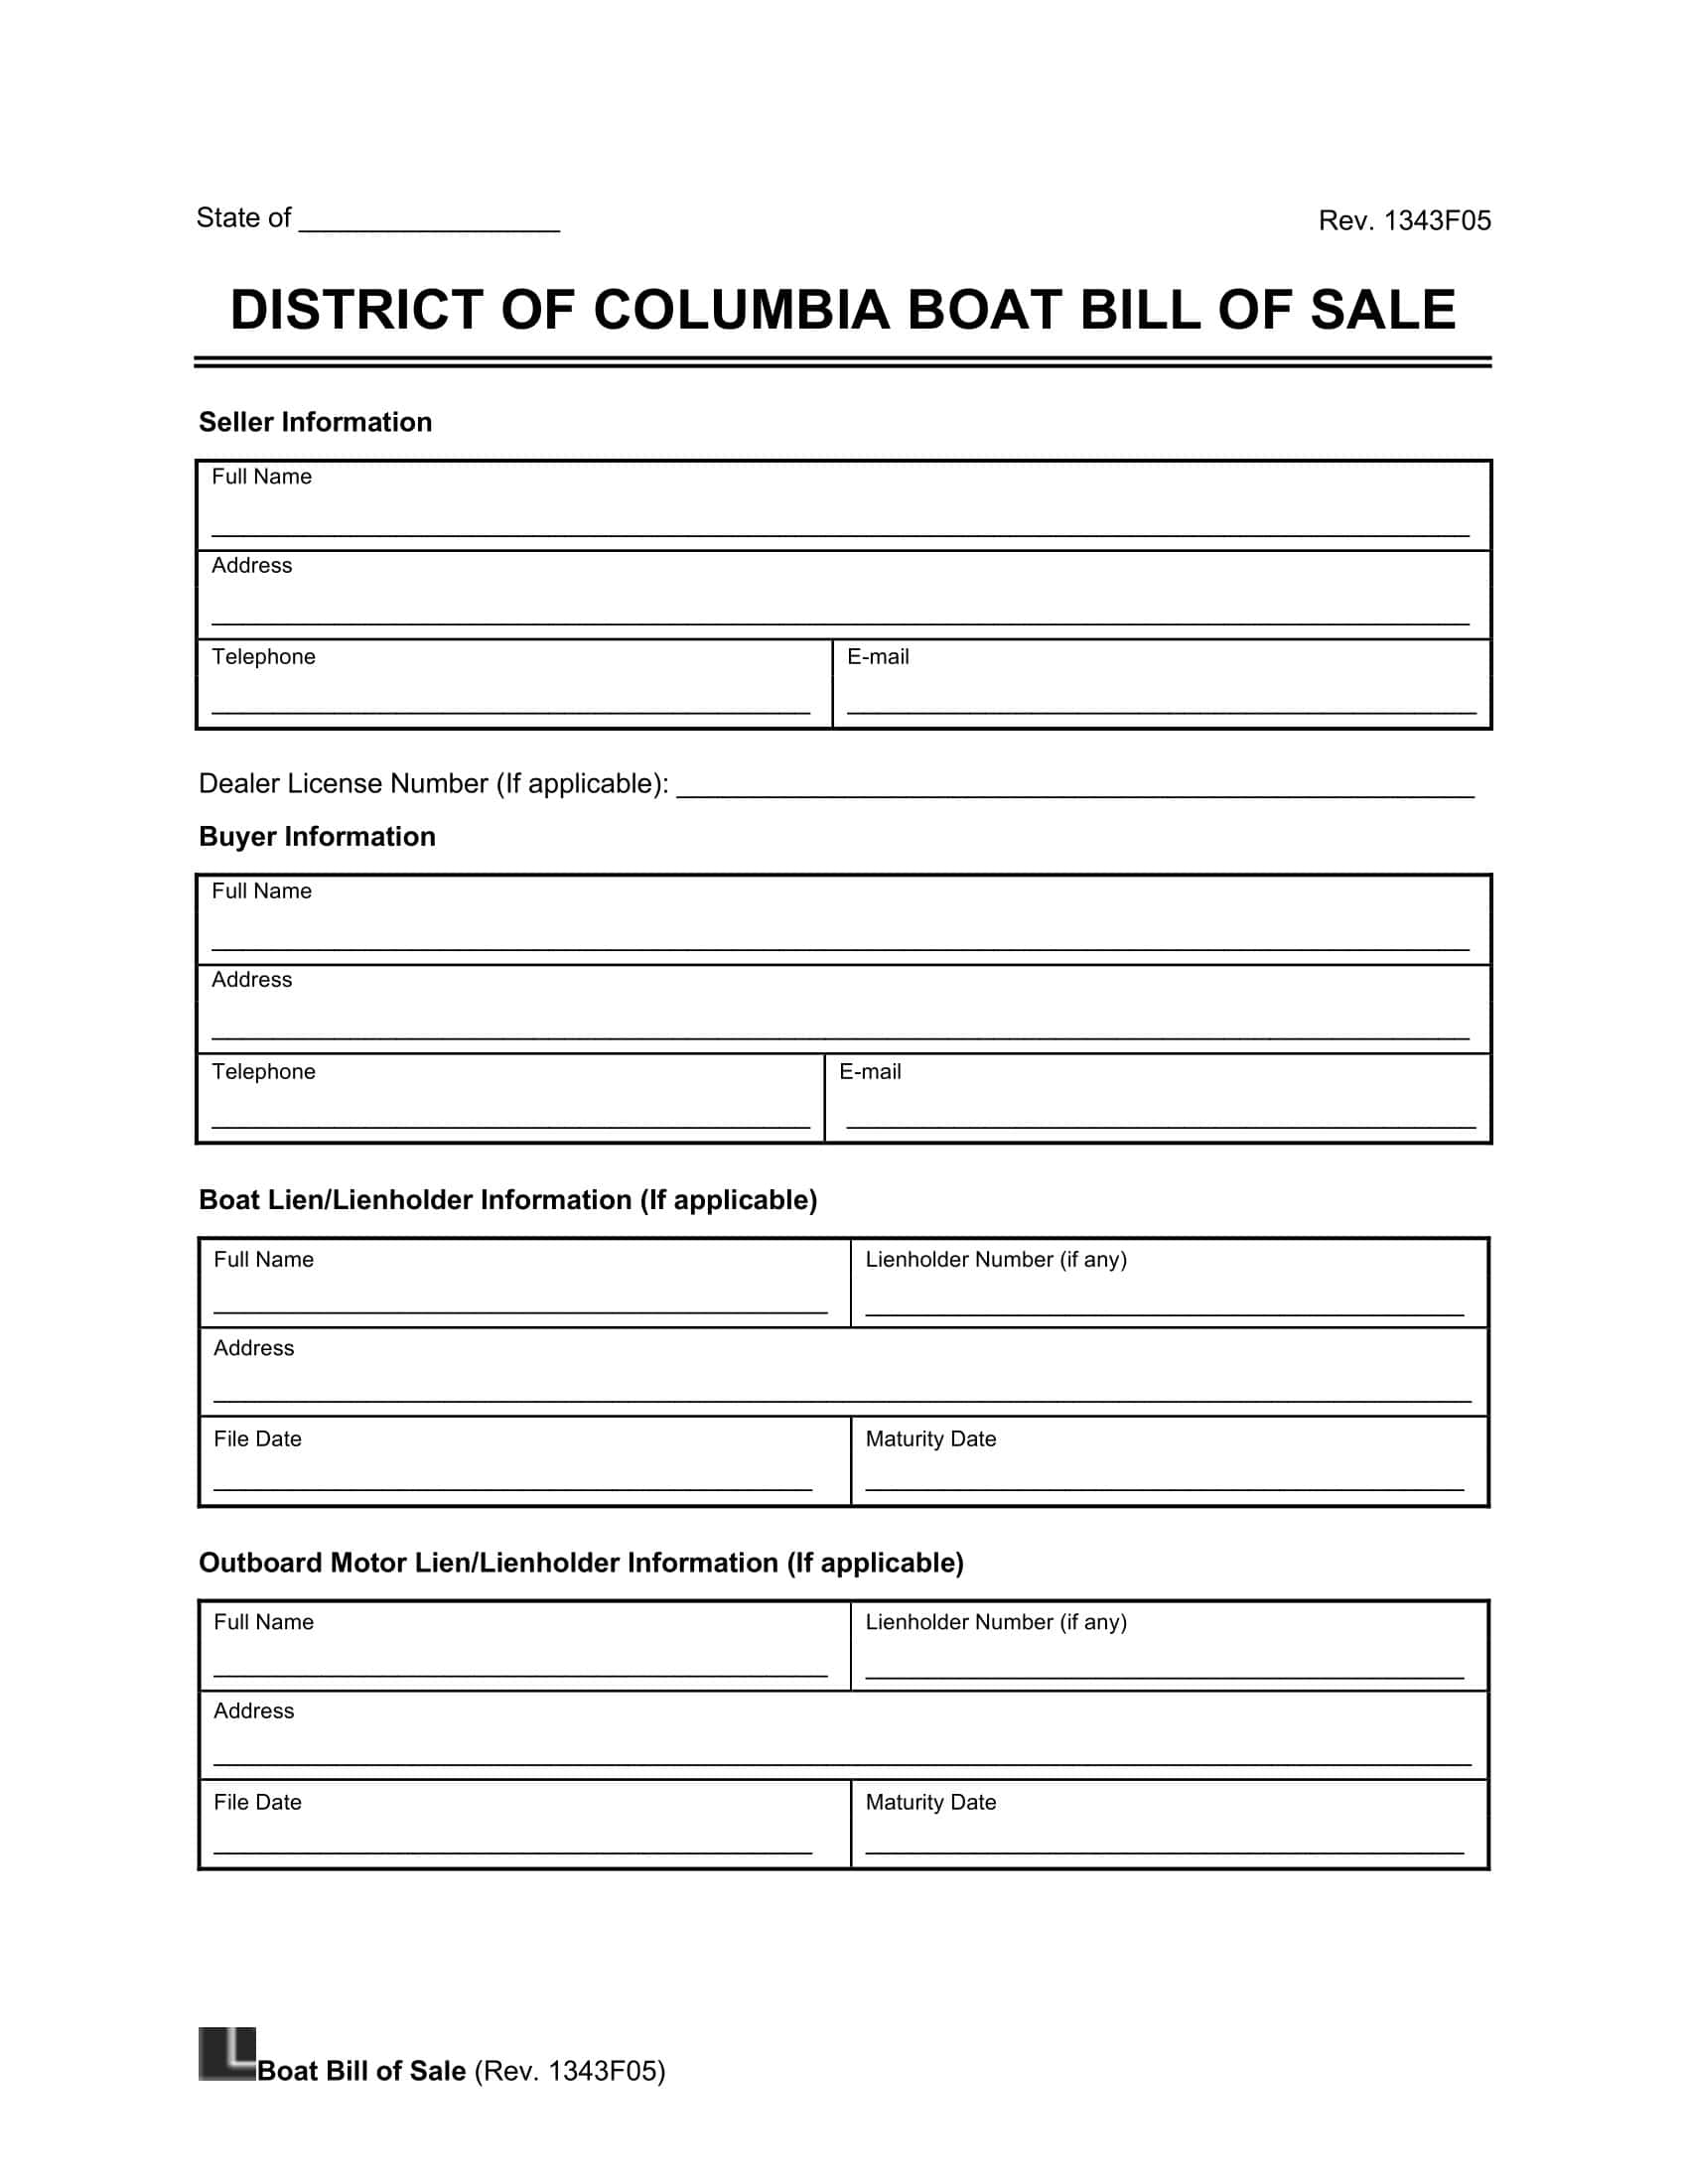 State of __________________ Rev. 1343F05
DISTRICT OF COLUMBIA BOAT BILL OF SALE
Seller Information
Full Name
Address
Telephone E-mail
Dealer License Number (If applicable): ______________________________
Buyer Information
Full Name
Address
Telephone E-mail
Boat Lien/Lienholder Information (If applicable)
Full Name Lienholder Number (if any)
Address
File Date Maturity Date
Outboard Motor Lien/Lienholder Information (If applicable)
Full Name Lienholder Number (if any)
Address
File Date Maturity Date
Boat Bill of Sale (Rev. 1343F05)